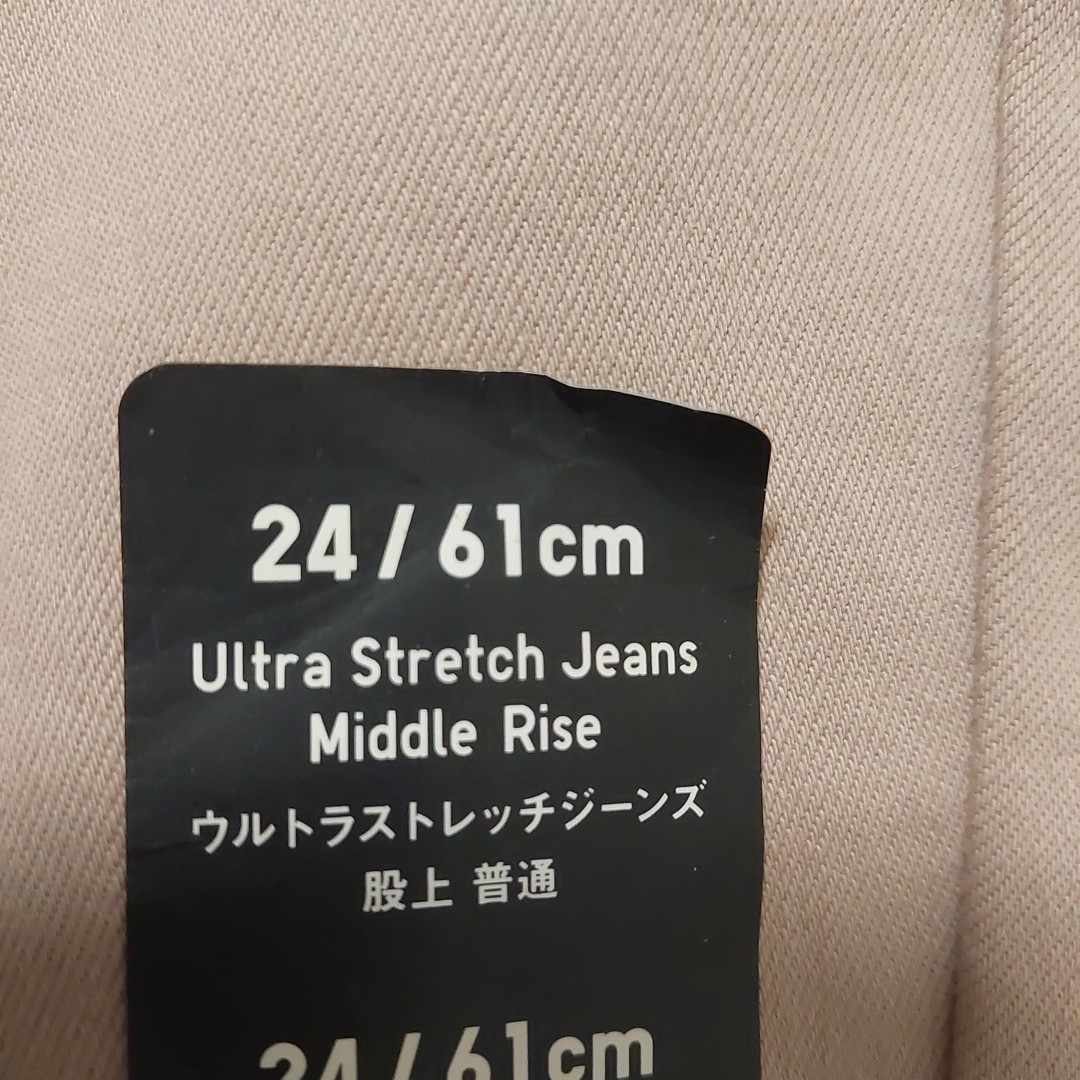 24/61cm
Ultra Stretch Jeans
Middle Rise
ウルトラストレッチジーンズ
股上 普通
24/61cm